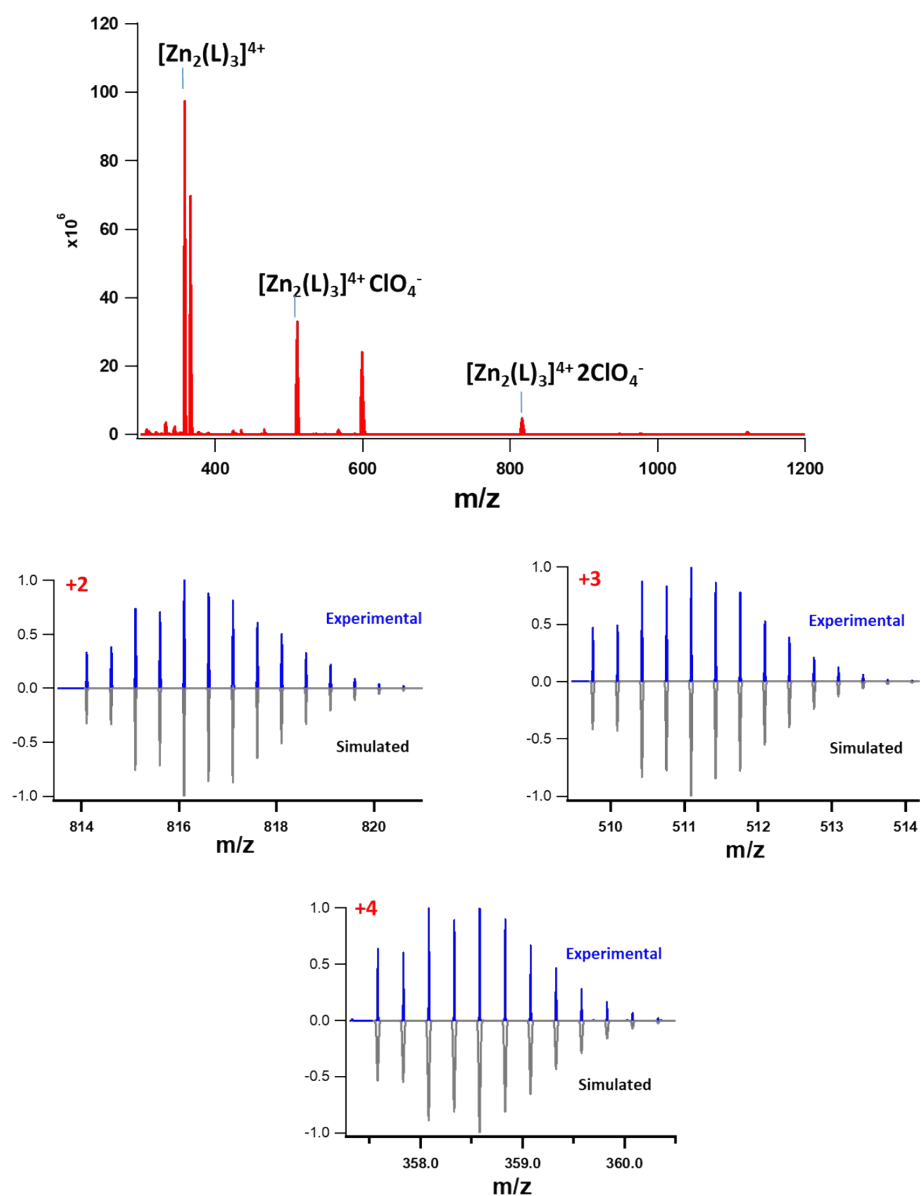 120
100
80
60
40
20
0
x10⁶
[Zn₂(L)₃]⁴⁺
[Zn₂(L)₃]⁴⁺ ClO₄⁻
[Zn₂(L)₃]⁴⁺ 2ClO₄⁻
400 600 800 1000 1200
m/z
+2
1.0
0.5
0.0
-0.5
-1.0
Experimental
Simulated
814 816 818 820
m/z
+3
1.0
0.5
0.0
-0.5
-1.0
Experimental
Simulated
510 511 512 513 514
m/z
+4
1.0
0.5
0.0
-0.5
-1.0
Experimental
Simulated
358.0 359.0 360.0
m/z